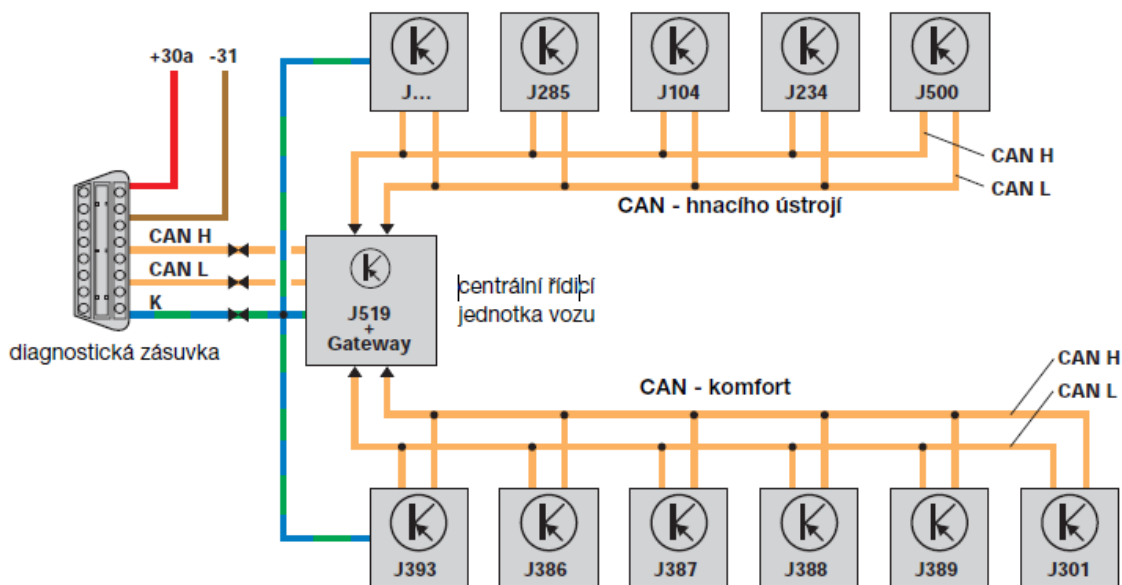 +30a -31
J... J285 J104 J234 J500
CAN H
CAN L
CAN - hnacího ústrojí
CAN H
CAN L
K
diagnostická zásuvka
J519
+
Gateway
centrální řídicí
jednotka vozu
CAN - komfort
CAN H
CAN L
J393 J386 J387 J388 J389 J301